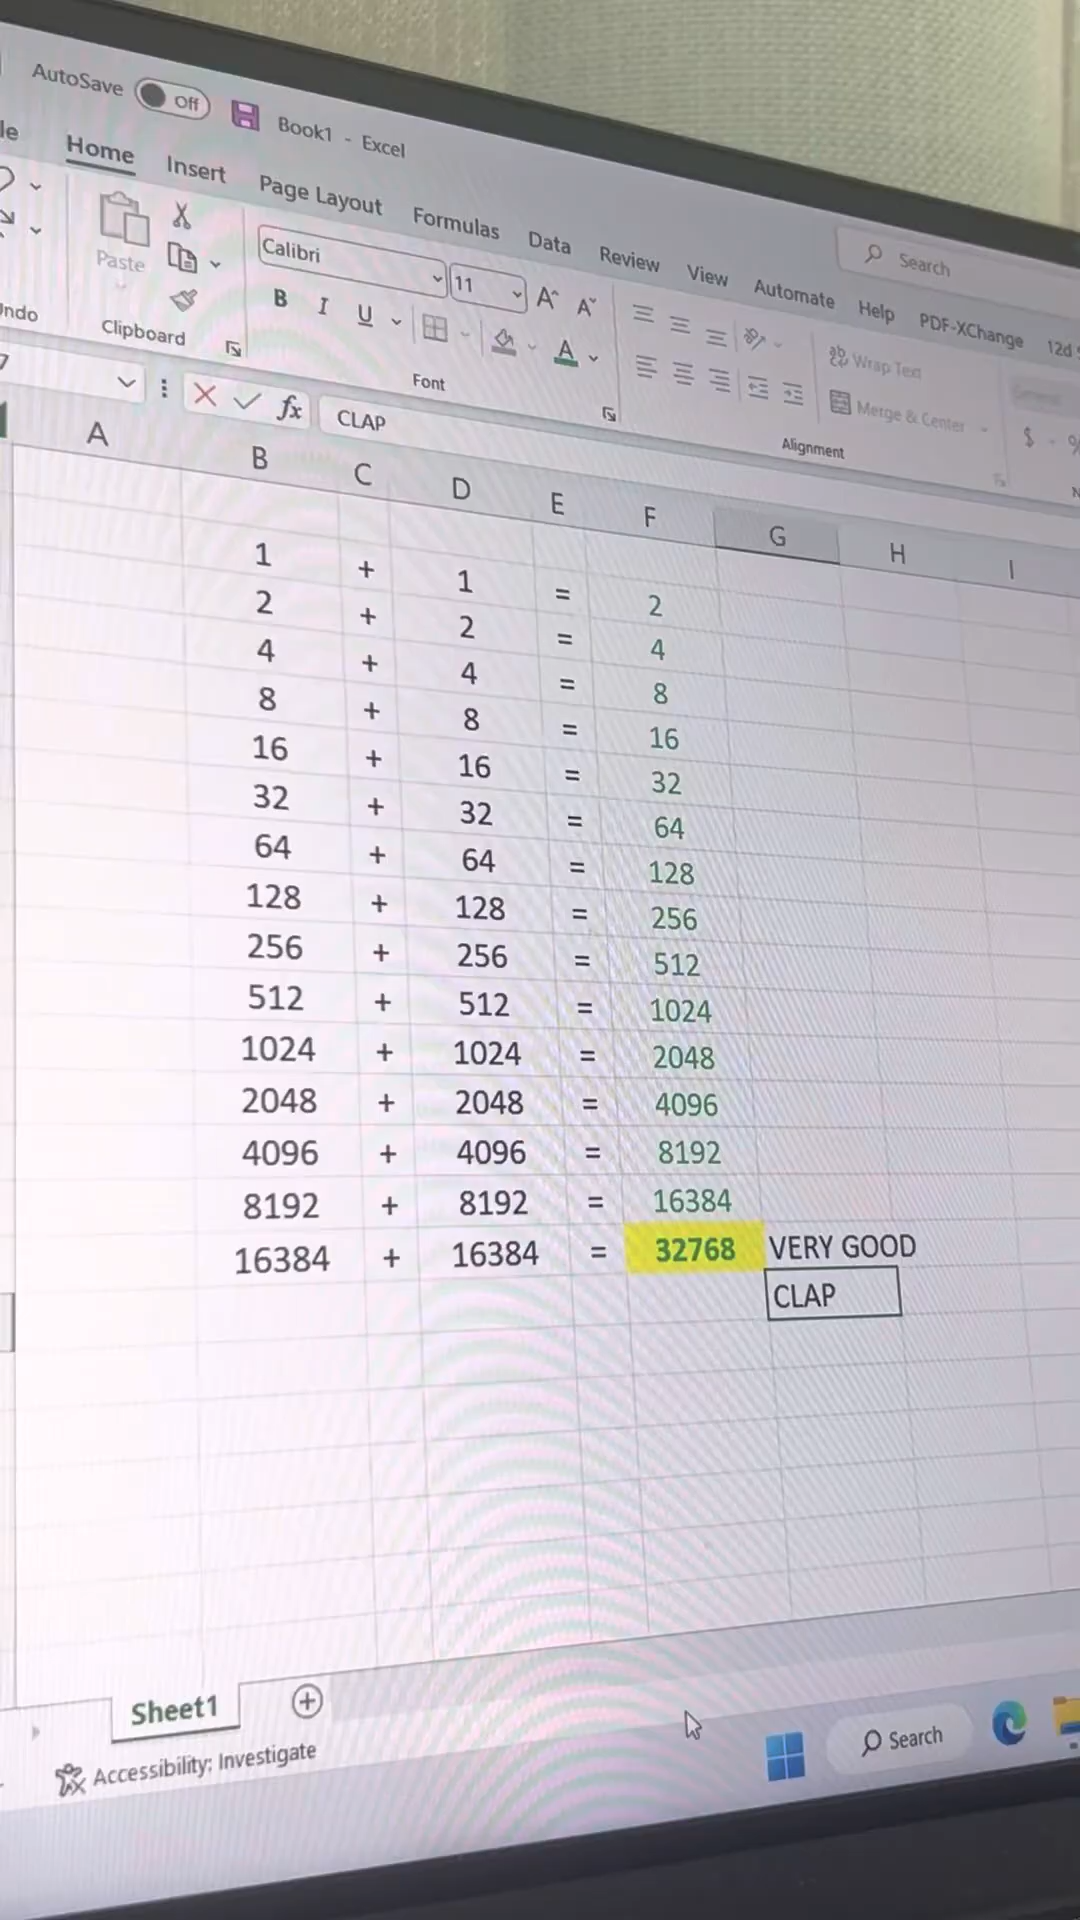 AutoSave Off Book1 - Excel
le Home Insert Page Layout Formulas Data Review View Automate Help PDF-XChange 12d
Search
Paste
Calibri 11
B I U
Wrap Text
Merge & Center
General
$ %
Undo Clipboard Font Alignment
7 fx CLAP
A B C D E F G H I
1 + 1 = 2
2 + 2 = 4
4 + 4 = 8
8 + 8 = 16
16 + 16 = 32
32 + 32 = 64
64 + 64 = 128
128 + 128 = 256
256 + 256 = 512
512 + 512 = 1024
1024 + 1024 = 2048
2048 + 2048 = 4096
4096 + 4096 = 8192
8192 + 8192 = 16384
16384 + 16384 = 32768 VERY GOOD
CLAP
Sheet1
Accessibility: Investigate
Search